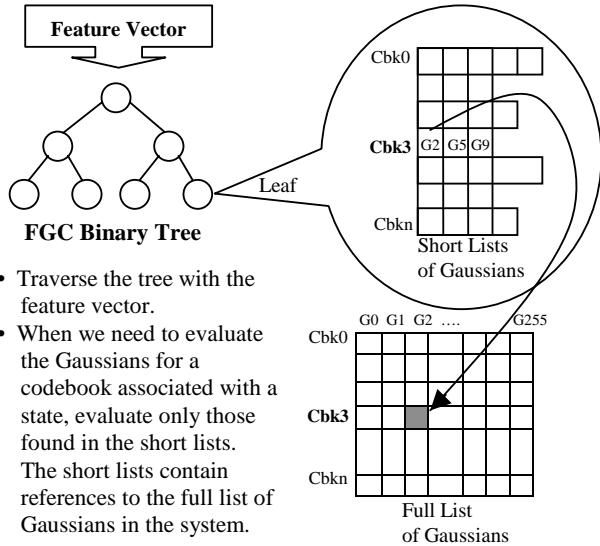 Feature Vector
FGC Binary Tree
Leaf
Cbk0
Cbk3 G2 G5 G9
Cbkn
Short Lists
of Gaussians
• Traverse the tree with the
feature vector.
• When we need to evaluate
the Gaussians for a
codebook associated with a
state, evaluate only those
found in the short lists.
The short lists contain
references to the full list of
Gaussians in the system.
G0 G1 G2 .... G255
Cbk0
Cbk3
Cbkn
Full List
of Gaussians